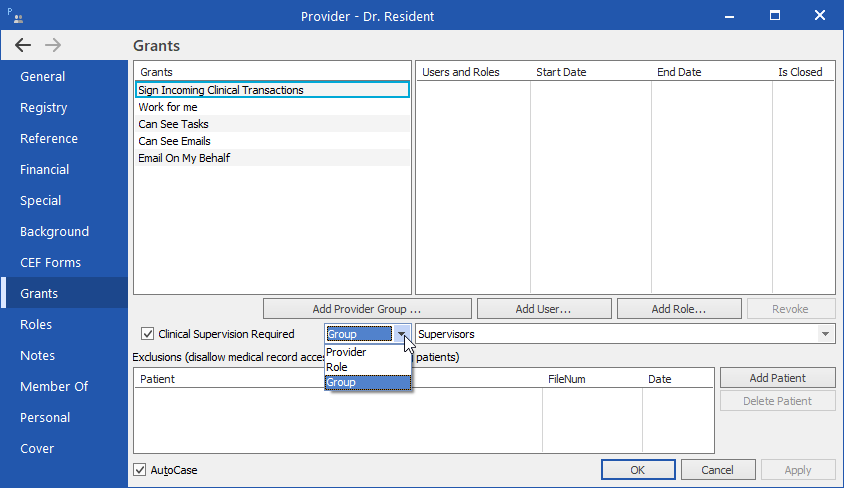 P
Provider - Dr. Resident
Grants
General
Registry
Reference
Financial
Special
Background
CEF Forms
Grants
Roles
Notes
Member Of
Personal
Cover
Grants
Sign Incoming Clinical Transactions
Work for me
Can See Tasks
Can See Emails
Email On My Behalf
Users and Roles Start Date End Date Is Closed
Add Provider Group ... Add User... Add Role... Revoke
Clinical Supervision Required Group Supervisors
Provider
Role
Group
Exclusions (disallow medical record acces patients)
Patient FileNum Date
Add Patient
Delete Patient
AutoCase
OK Cancel Apply